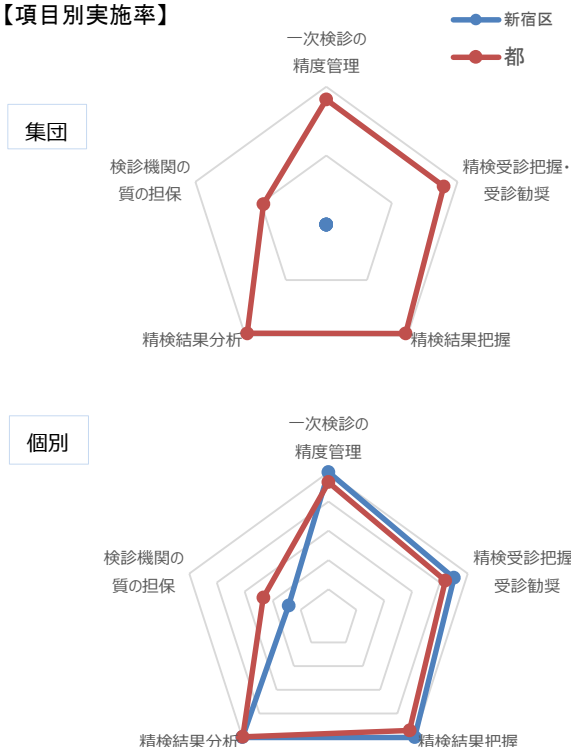 【項目別実施率】
新宿区
都
集団
一次検診の
精度管理
検診機関の
質の担保
精検受診把握・
受診勧奨
精検結果分析
精検結果把握
個別
一次検診の
精度管理
検診機関の
質の担保
精検受診把握
受診勧奨
精検結果分析
精検結果把握